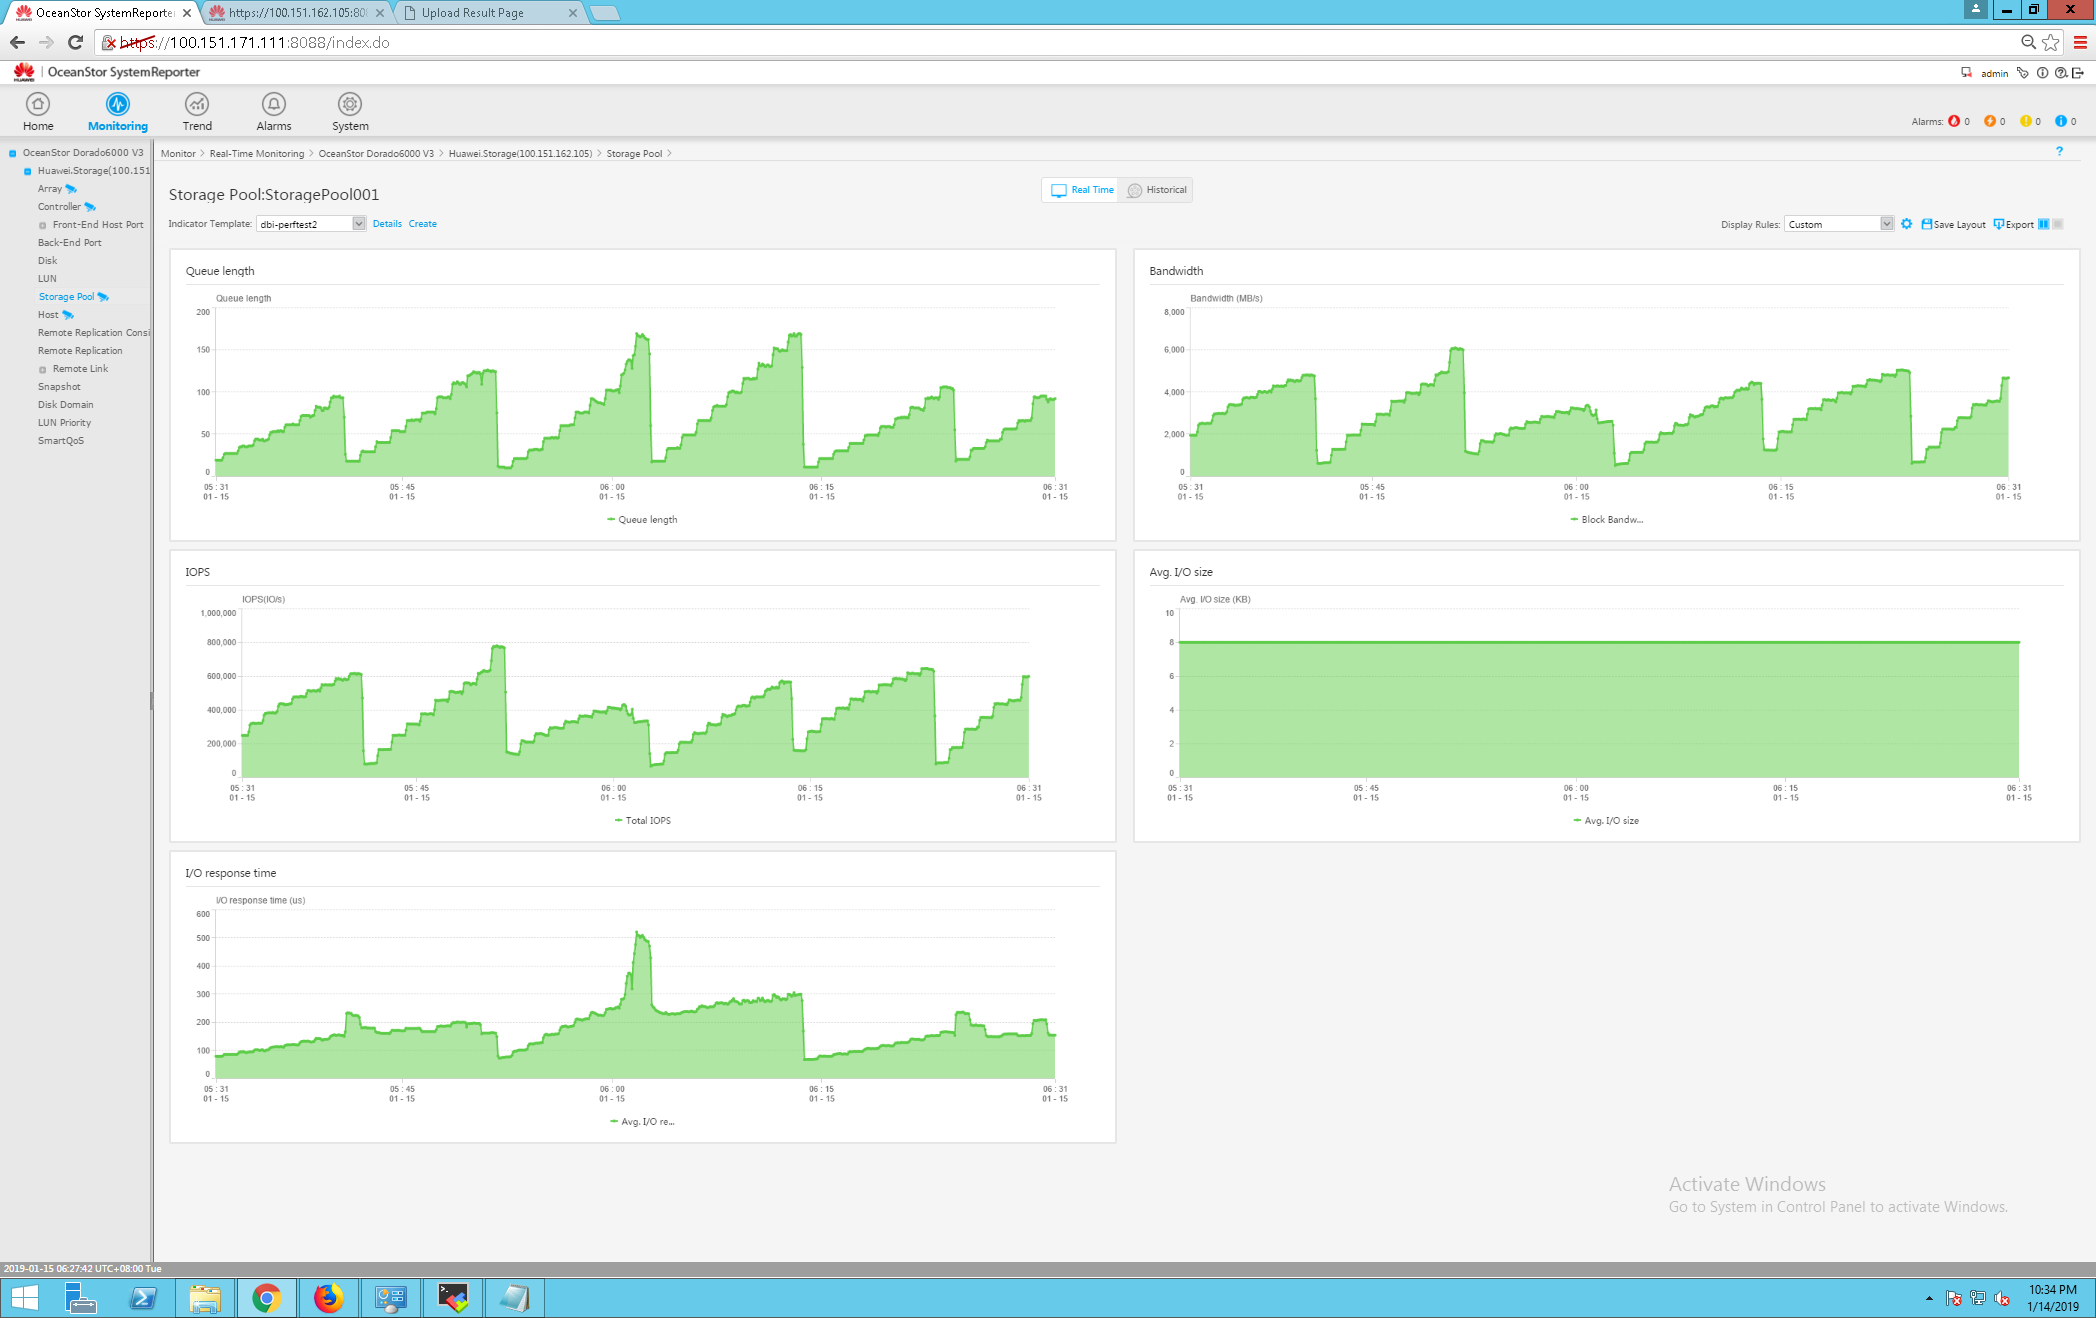 OceanStor SystemReporte
https://100.151.162.105:80
Upload Result Page
https://100.151.171.111:8088/index.do
HUAWEI
OceanStor SystemReporter
admin
Home
Monitoring
Trend
Alarms
System
Alarms: 0 0 0 0
OceanStor Dorado6000 V3
Huawei.Storage(100.151
Array
Controller
Front-End Host Port
Back-End Port
Disk
LUN
Storage Pool
Host
Remote Replication Consi
Remote Replication
Remote Link
Snapshot
Disk Domain
LUN Priority
SmartQoS
Monitor > Real-Time Monitoring > OceanStor Dorado6000 V3 > Huawei.Storage(100.151.162.105) > Storage Pool >
?
Storage Pool:StoragePool001
Real Time
Historical
Indicator Template: dbi-perftest2 Details Create
Display Rules: Custom Save Layout Export
Queue length
Queue length
200
150
100
50
0
05 : 31 05 : 45 06 : 00 06 : 15 06 : 31
01 - 15 01 - 15 01 - 15 01 - 15 01 - 15
Queue length
Bandwidth
Bandwidth (MB/s)
8,000
6,000
4,000
2,000
0
05 : 31 05 : 45 06 : 00 06 : 15 06 : 31
01 - 15 01 - 15 01 - 15 01 - 15 01 - 15
Block Bandw...
IOPS
IOPS(IO/s)
1,000,000
800,000
600,000
400,000
200,000
0
05 : 31 05 : 45 06 : 00 06 : 15 06 : 31
01 - 15 01 - 15 01 - 15 01 - 15 01 - 15
Total IOPS
Avg. I/O size
Avg. I/O size (KB)
10
8
6
4
2
0
05 : 31 05 : 45 06 : 00 06 : 15 06 : 31
01 - 15 01 - 15 01 - 15 01 - 15 01 - 15
Avg. I/O size
I/O response time
I/O response time (us)
600
500
400
300
200
100
0
05 : 31 05 : 45 06 : 00 06 : 15 06 : 31
01 - 15 01 - 15 01 - 15 01 - 15 01 - 15
Avg. I/O re...
Activate Windows
Go to System in Control Panel to activate Windows.
2019-01-15 06:27:42 UTC+08:00 Tue
10:34 PM
1/14/2019